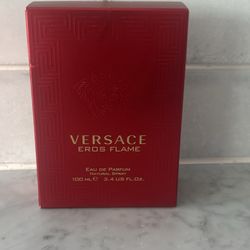 VERSACE
EROS FLAME
EAU DE PARFUM
NATURAL SPRAY
100 ML ℮ 3.4 US FL.OZ.